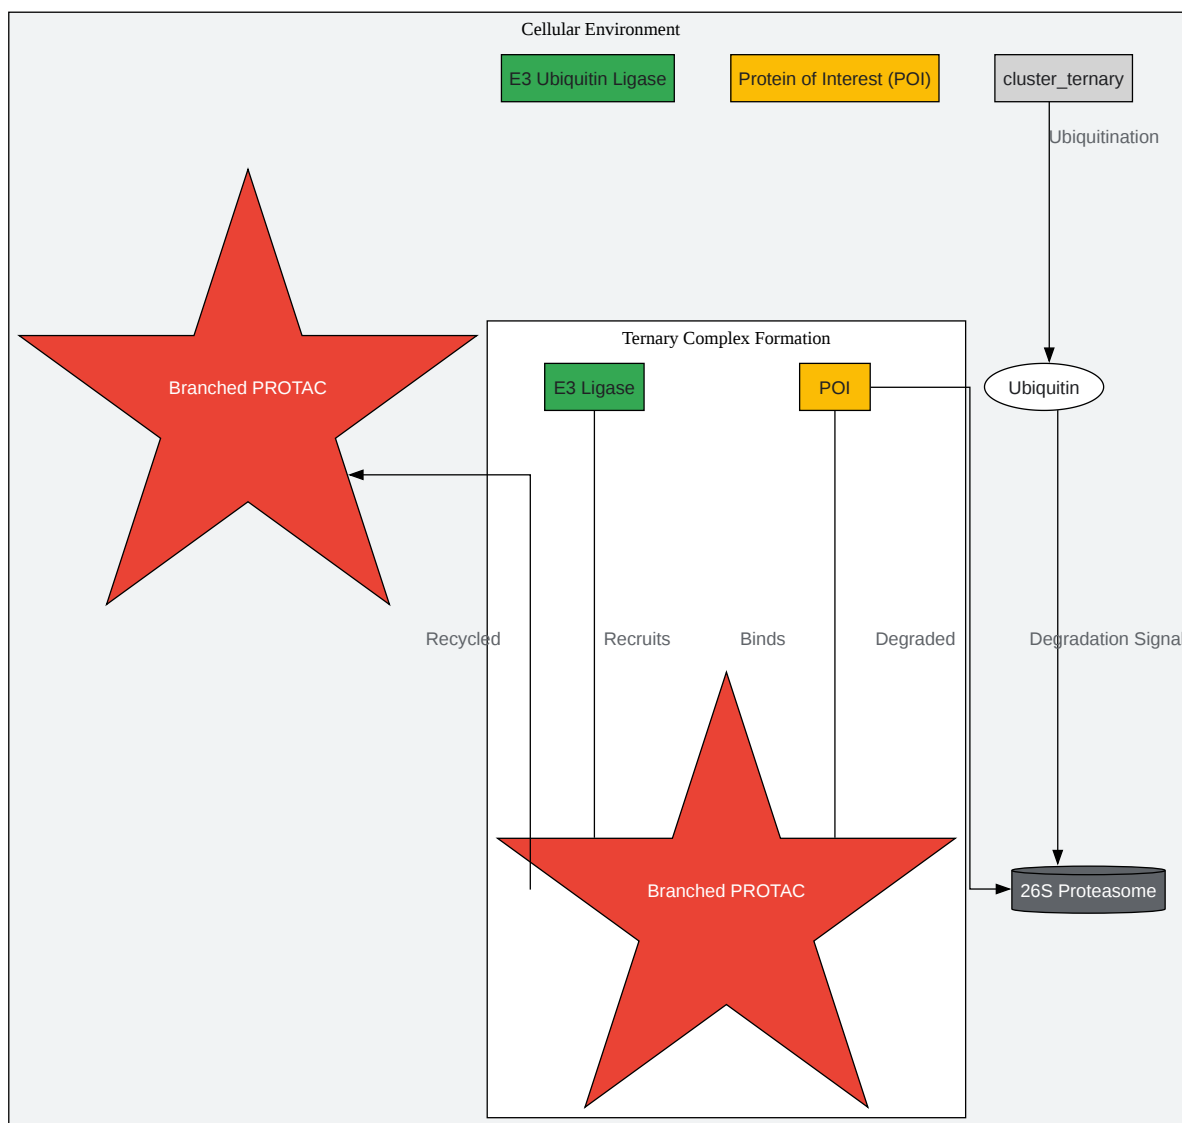 Cellular Environment
E3 Ubiquitin Ligase
Protein of Interest (POI)
cluster_ternary
Ubiquitination
Ternary Complex Formation
Branched PROTAC
E3 Ligase
POI
Ubiquitin
Recycled
Recruits
Binds
Degraded
Degradation Signal
Branched PROTAC
26S Proteasome